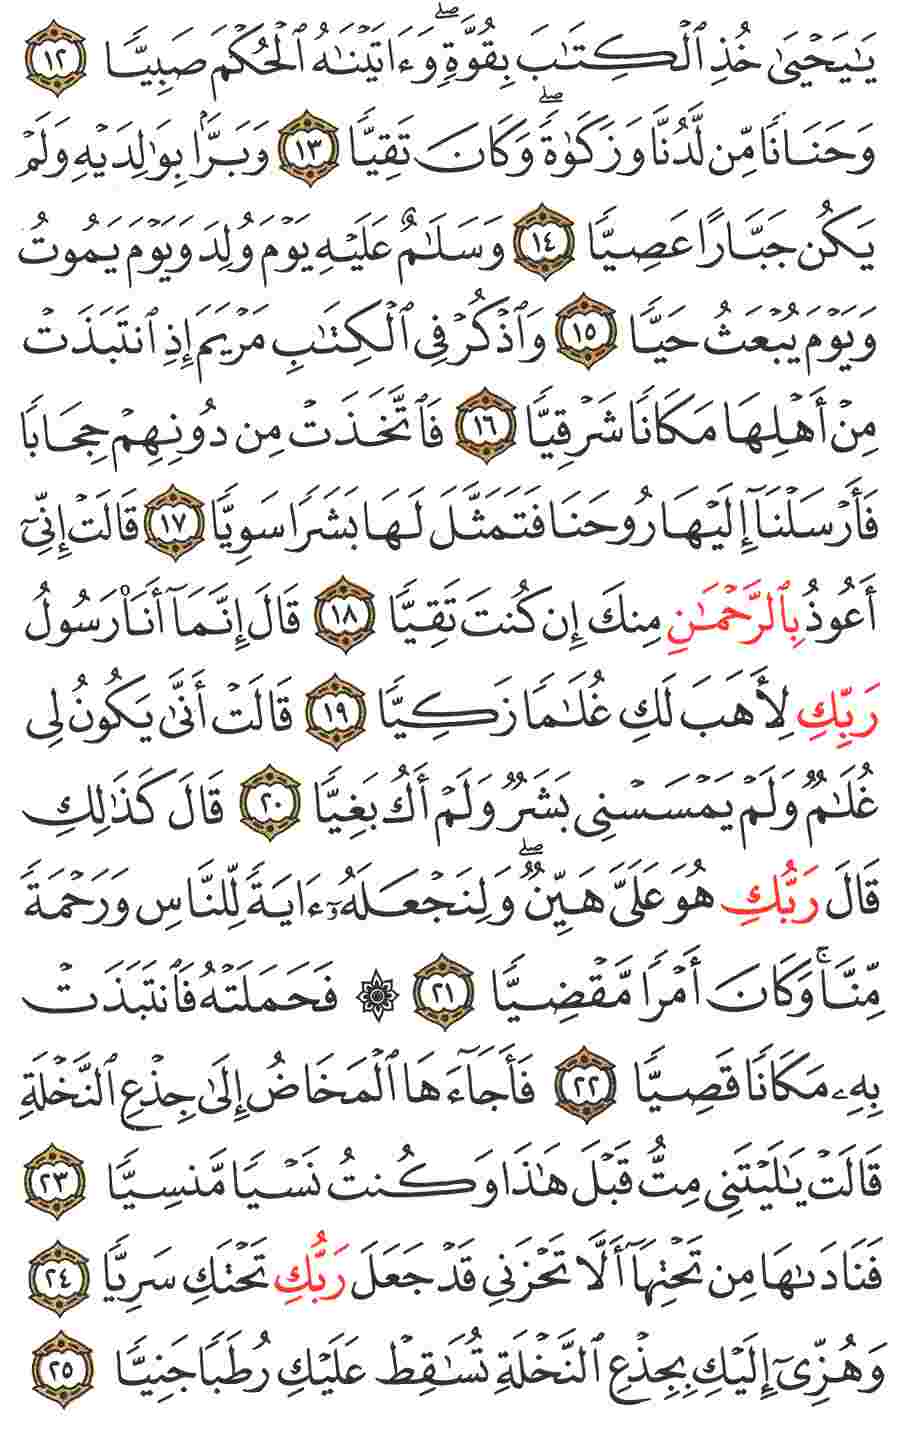 يَٰيَحْيَىٰ خُذِ ٱلْكِتَٰبَ بِقُوَّةٍۖ وَءَاتَيْنَٰهُ ٱلْحُكْمَ صَبِيًّا ١٢
وَحَنَانًا مِّن لَّدُنَّا وَزَكَوٰةًۖ وَكَانَ تَقِيًّا ١٣ وَبَرًّۢا بِوَٰلِدَيْهِ وَلَمْ
يَكُن جَبَّارًا عَصِيًّا ١٤ وَسَلَٰمٌ عَلَيْهِ يَوْمَ وُلِدَ وَيَوْمَ يَمُوتُ
وَيَوْمَ يُبْعَثُ حَيًّا ١٥ وَٱذْكُرْ فِى ٱلْكِتَٰبِ مَرْيَمَ إِذِ ٱنتَبَذَتْ
مِنْ أَهْلِهَا مَكَانًا شَرْقِيًّا ١٦ فَٱتَّخَذَتْ مِن دُونِهِمْ حِجَابًا
فَأَرْسَلْنَآ إِلَيْهَا رُوحَنَا فَتَمَثَّلَ لَهَا بَشَرًا سَوِيًّا ١٧ قَالَتْ إِنِّىٓ
أَعُوذُ بِٱلرَّحْمَٰنِ مِنكَ إِن كُنتَ تَقِيًّا ١٨ قَالَ إِنَّمَآ أَنَا۠ رَسُولُ
رَبِّكِ لِأَهَبَ لَكِ غُلَٰمًا زَكِيًّا ١٩ قَالَتْ أَنَّىٰ يَكُونُ لِى
غُلَٰمٌ وَلَمْ يَمْسَسْنِى بَشَرٌ وَلَمْ أَكُ بَغِيًّا ٢٠ قَالَ كَذَٰلِكِ
قَالَ رَبُّكِ هُوَ عَلَىَّ هَيِّنٌۖ وَلِنَجْعَلَهُۥٓ ءَايَةً لِّلنَّاسِ وَرَحْمَةً
مِّنَّاۚ وَكَانَ أَمْرًا مَّقْضِيًّا ٢١ ۞ فَحَمَلَتْهُ فَٱنتَبَذَتْ
بِهِۦ مَكَانًا قَصِيًّا ٢٢ فَأَجَآءَهَا ٱلْمَخَاضُ إِلَىٰ جِذْعِ ٱلنَّخْلَةِ
قَالَتْ يَٰلَيْتَنِى مِتُّ قَبْلَ هَٰذَا وَكُنتُ نَسْيًا مَّنسِيًّا ٢٣
فَنَادَىٰهَا مِن تَحْتِهَآ أَلَّا تَحْزَنِى قَدْ جَعَلَ رَبُّكِ تَحْتَكِ سَرِيًّا ٢٤
وَهُزِّىٓ إِلَيْكِ بِجِذْعِ ٱلنَّخْلَةِ تُسَٰقِطْ عَلَيْكِ رُطَبًا جَنِيًّا ٢٥